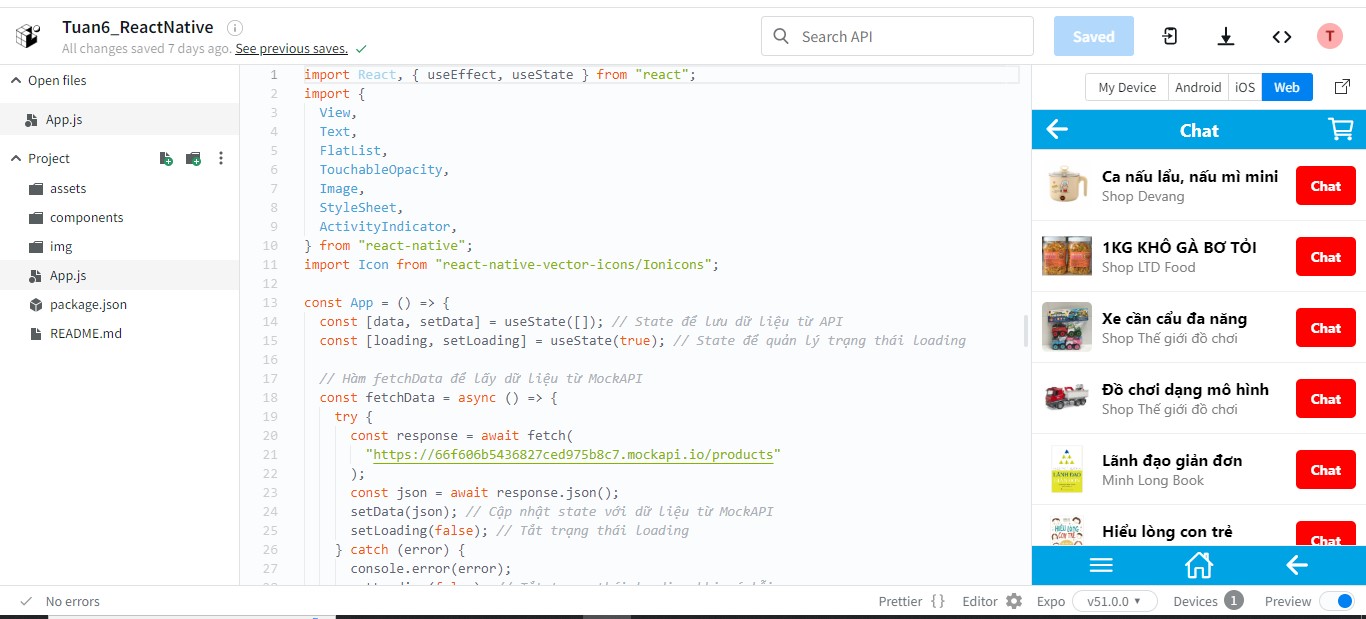 Tuan6_ReactNative
All changes saved 7 days ago. See previous saves.
Search API
Saved
T
Open files
App.js
Project
assets
components
img
App.js
package.json
README.md
1 import React, { useEffect, useState } from "react";
2 import {
3 View,
4 Text,
5 FlatList,
6 TouchableOpacity,
7 Image,
8 StyleSheet,
9 ActivityIndicator,
10 } from "react-native";
11 import Icon from "react-native-vector-icons/Ionicons";
12
13 const App = () => {
14 const [data, setData] = useState([]); // State để lưu dữ liệu từ API
15 const [loading, setLoading] = useState(true); // State để quản lý trạng thái loading
16
17 // Hàm fetchData để lấy dữ liệu từ MockAPI
18 const fetchData = async () => {
19 try {
20 const response = await fetch(
21 "https://66f606b5436827ced975b8c7.mockapi.io/products"
22 );
23 const json = await response.json();
24 setData(json); // Cập nhật state với dữ liệu từ MockAPI
25 setLoading(false); // Tắt trạng thái loading
26 } catch (error) {
27 console.error(error);
My Device
Android
iOS
Web
Chat
Ca nấu lẩu, nấu mì mini
Shop Devang
Chat
1KG KHÔ GÀ BƠ TỎI
Shop LTD Food
Chat
Xe cần cẩu đa năng
Shop Thế giới đồ chơi
Chat
Đồ chơi dạng mô hình
Shop Thế giới đồ chơi
Chat
LÃNH ĐẠO
Lãnh đạo giản đơn
Minh Long Book
Chat
HIỂU LÒNG
CON TRẺ
Hiểu lòng con trẻ
Chat
No errors
Prettier { }
Editor
Expo
v51.0.0
Devices 1
Preview